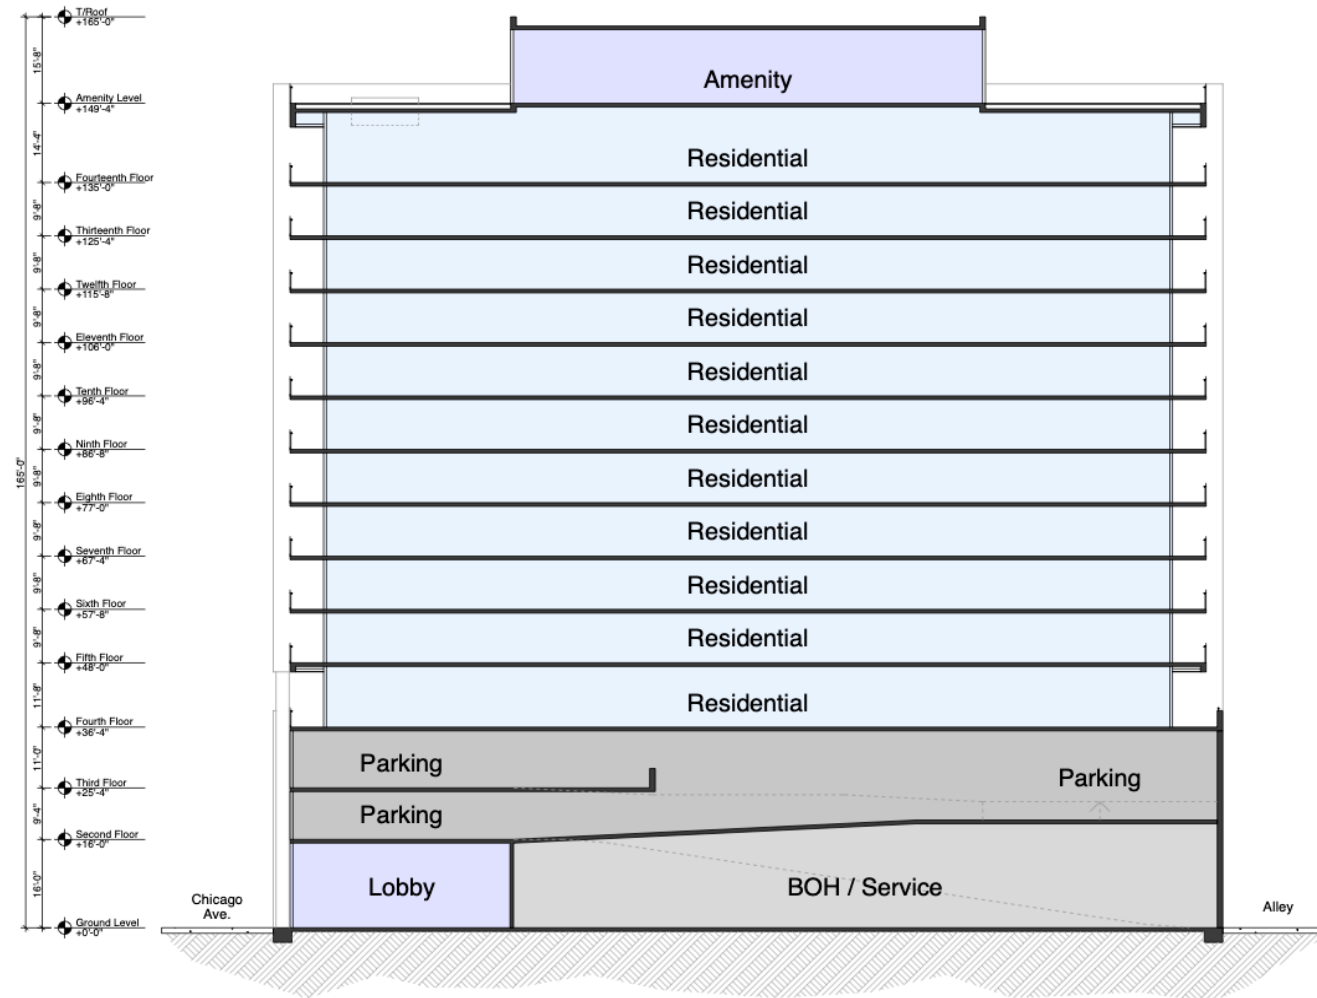 T/Roof
+165'-0"
15'-8"
Amenity
Amenity Level
+149'-4"
14'-4"
Residential
Fourteenth Floor
+135'-0"
9'-8"
Residential
Thirteenth Floor
+125'-4"
9'-8"
Residential
Twelfth Floor
+115'-8"
9'-8"
Residential
Eleventh Floor
+106'-0"
9'-8"
Residential
Tenth Floor
+96'-4"
9'-8"
Residential
Ninth Floor
+86'-8"
165'-0"
9'-8"
Residential
Eighth Floor
+77'-0"
9'-8"
Residential
Seventh Floor
+67'-4"
9'-8"
Residential
Sixth Floor
+57'-8"
9'-8"
Residential
Fifth Floor
+48'-0"
11'-8"
Residential
Fourth Floor
+36'-4"
11'-0"
Parking
Parking
Third Floor
+25'-4"
9'-4"
Parking
Second Floor
+16'-0"
16'-0"
Lobby
BOH / Service
Chicago
Ave.
Alley
Ground Level
+0'-0"